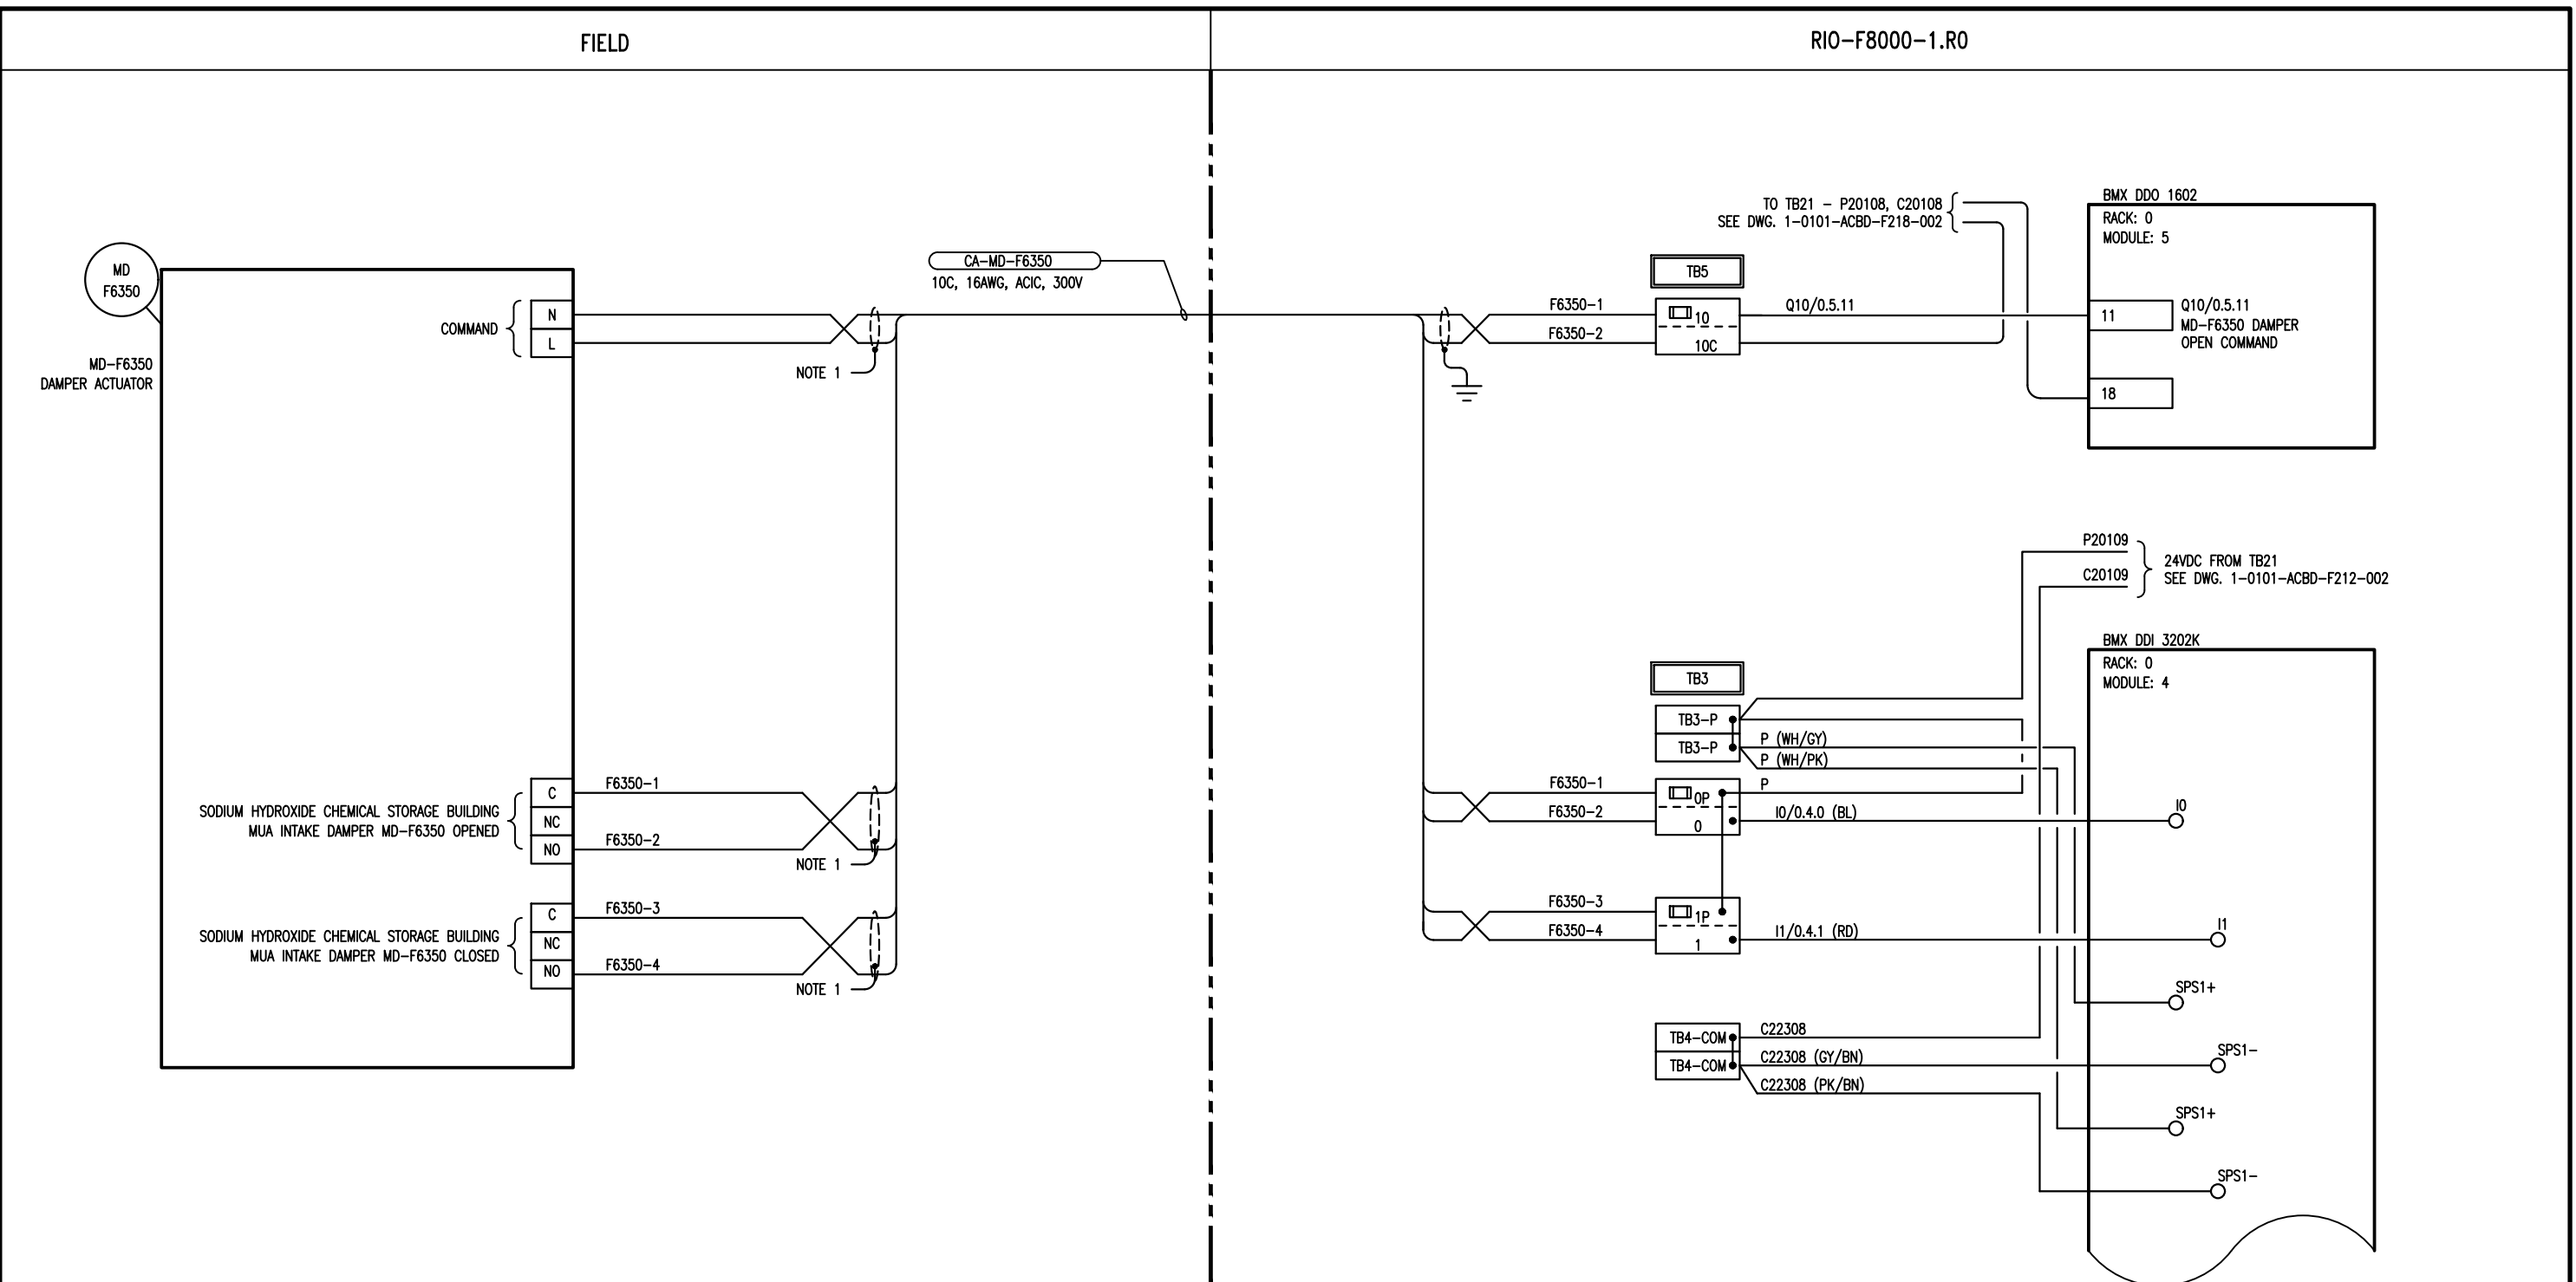 FIELD
RIO-F8000-1.R0
MD
F6350
MD-F6350
DAMPER ACTUATOR
COMMAND
N
L
NOTE 1
CA-MD-F6350
10C, 16AWG, ACIC, 300V
SODIUM HYDROXIDE CHEMICAL STORAGE BUILDING
MUA INTAKE DAMPER MD-F6350 OPENED
C
NC
NO
F6350-1
F6350-2
NOTE 1
SODIUM HYDROXIDE CHEMICAL STORAGE BUILDING
MUA INTAKE DAMPER MD-F6350 CLOSED
C
NC
NO
F6350-3
F6350-4
NOTE 1
TO TB21 - P20108, C20108
SEE DWG. 1-0101-ACBD-F218-002
TB5
F6350-1
F6350-2
10
10C
Q10/0.5.11
BMX DDO 1602
RACK: 0
MODULE: 5
11
Q10/0.5.11
MD-F6350 DAMPER
OPEN COMMAND
18
P20109
C20109
24VDC FROM TB21
SEE DWG. 1-0101-ACBD-F212-002
TB3
TB3-P
TB3-P
P (WH/GY)
P (WH/PK)
F6350-1
F6350-2
0P
0
P
I0/0.4.0 (BL)
F6350-3
F6350-4
1P
1
I1/0.4.1 (RD)
TB4-COM
TB4-COM
C22308
C22308 (GY/BN)
C22308 (PK/BN)
BMX DDI 3202K
RACK: 0
MODULE: 4
I0
I1
SPS1+
SPS1-
SPS1+
SPS1-